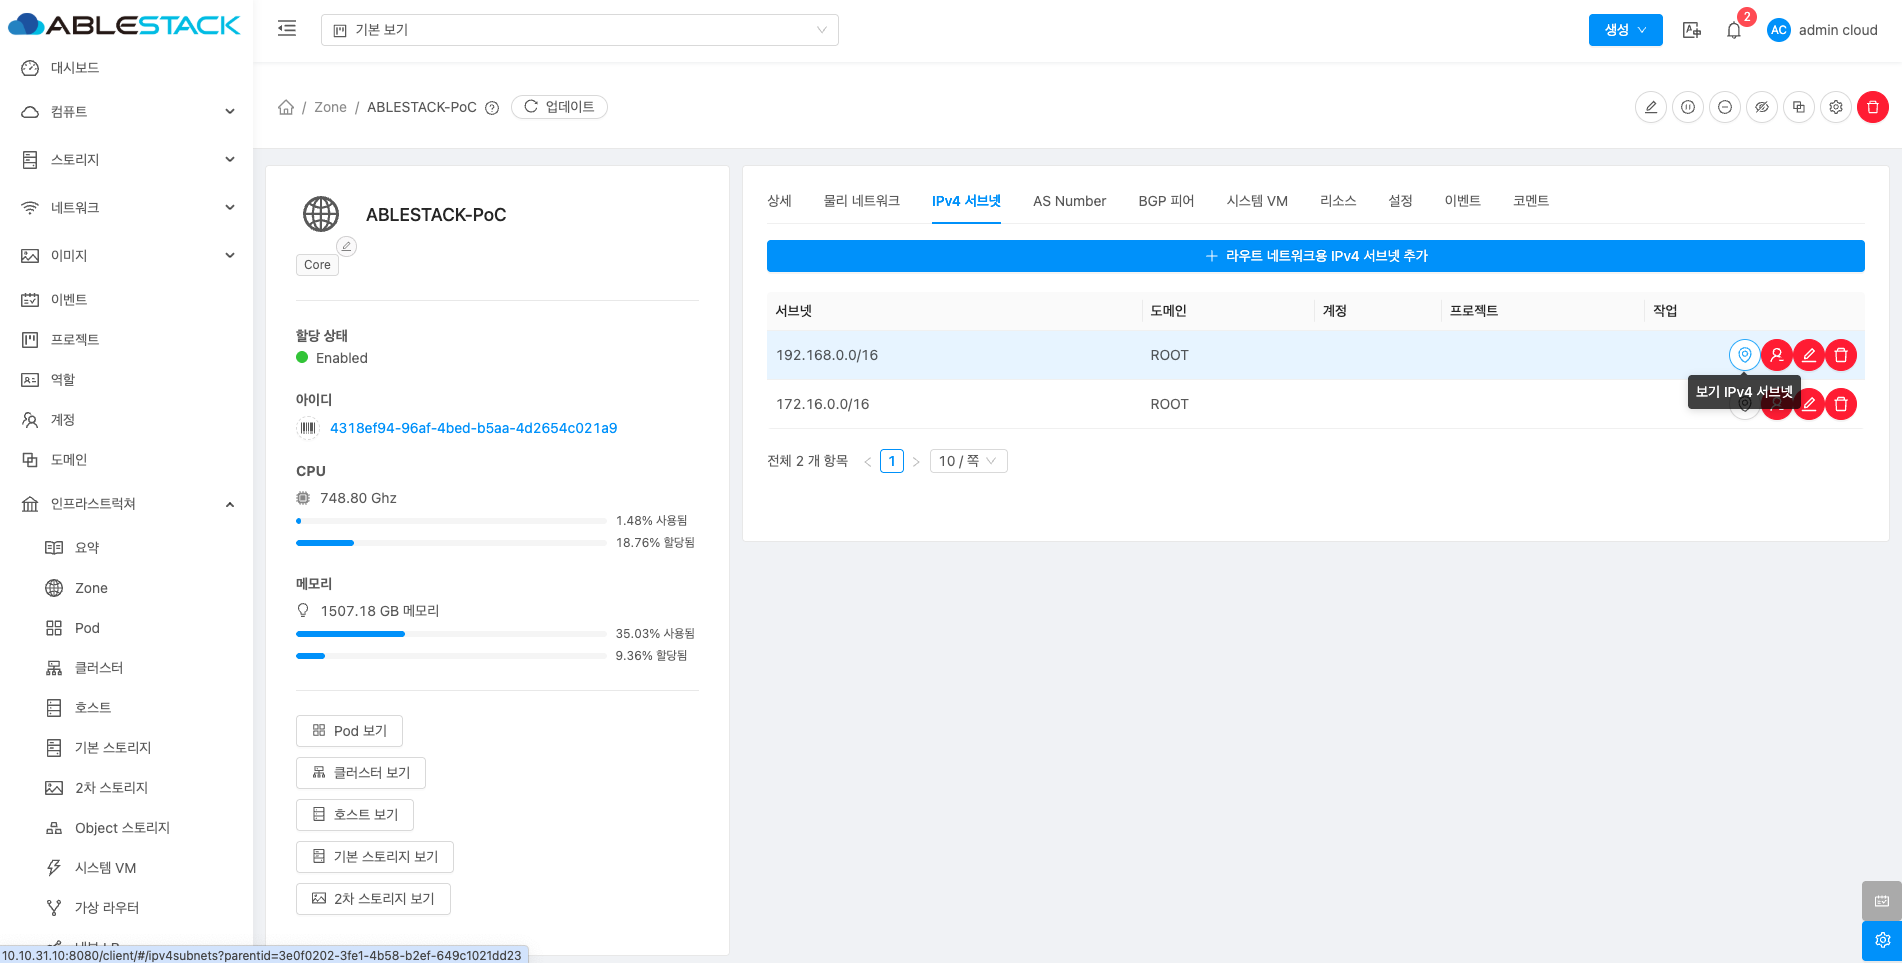 ABLESTACK
기본 보기
생성
2
AC
admin cloud
대시보드
컴퓨트
스토리지
네트워크
이미지
이벤트
프로젝트
역할
계정
도메인
인프라스트럭쳐
요약
Zone
Pod
클러스터
호스트
기본 스토리지
2차 스토리지
Object 스토리지
시스템 VM
가상 라우터
/ Zone / ABLESTACK-PoC
업데이트
ABLESTACK-PoC
Core
할당 상태
Enabled
아이디
4318ef94-96af-4bed-b5aa-4d2654c021a9
CPU
748.80 Ghz
1.48% 사용됨
18.76% 할당됨
메모리
1507.18 GB 메모리
35.03% 사용됨
9.36% 할당됨
Pod 보기
클러스터 보기
호스트 보기
기본 스토리지 보기
2차 스토리지 보기
상세 물리 네트워크 IPv4 서브넷 AS Number BGP 피어 시스템 VM 리소스 설정 이벤트 코멘트
라우트 네트워크용 IPv4 서브넷 추가
서브넷 도메인 계정 프로젝트 작업
192.168.0.0/16 ROOT
보기 IPv4 서브넷
172.16.0.0/16 ROOT
전체 2 개 항목 < 1 > 10 / 쪽
10.10.31.10:8080/client/#/ipv4subnets?parentid=3e0f0202-3fe1-4b58-b2ef-649c1021dd23